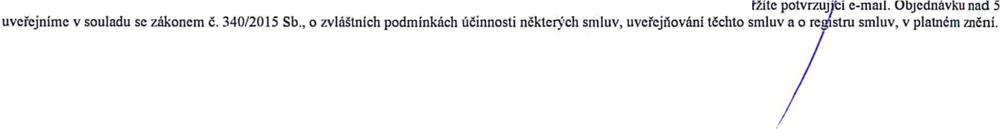 potvrzující e-mail. Objednávku nad 5
uveřejníme v souladu se zákonem č. 340/2015 Sb., o zvláštních podmínkách účinnosti některých smluv, uveřejňování těchto smluv a o registru smluv, v platném znění.